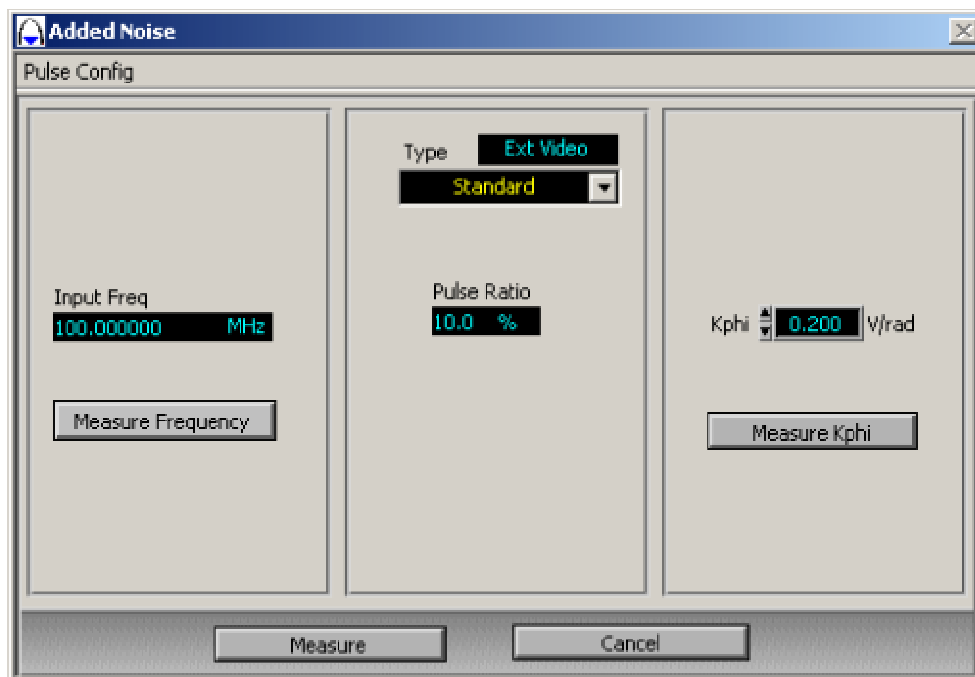 Added Noise
Pulse Config
Input Freq
100.000000 MHz
Measure Frequency
Type Ext Video
Standard
Pulse Ratio
10.0 %
Kphi 0.200 V/rad
Measure Kphi
Measure Cancel